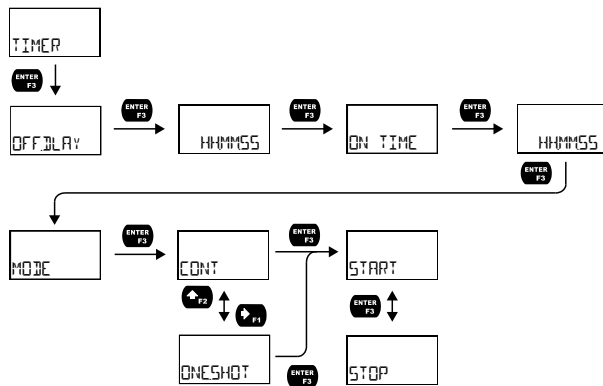 TIMER
ENTER
F3
ENTER
F3
ENTER
F3
ENTER
F3
OFF.DLAY
HHMMSS
ON TIME
HHMMSS
ENTER
F3
ENTER
F3
ENTER
F3
MODE
CONT
START
F2
F1
ENTER
F3
ONESHOT
ENTER
F3
STOP